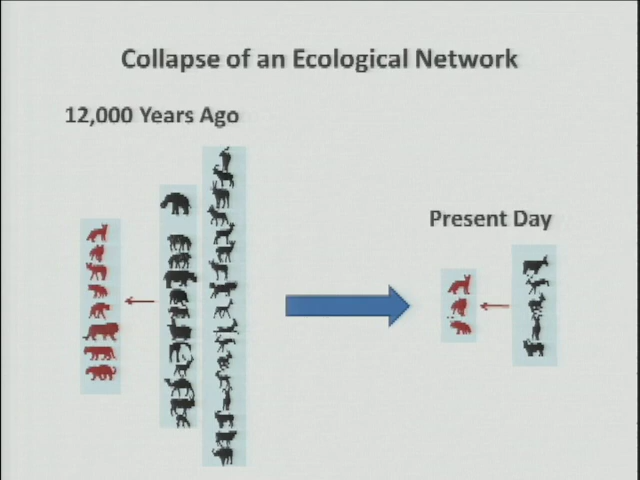 Collapse of an Ecological Network
12,000 Years Ago
Present Day